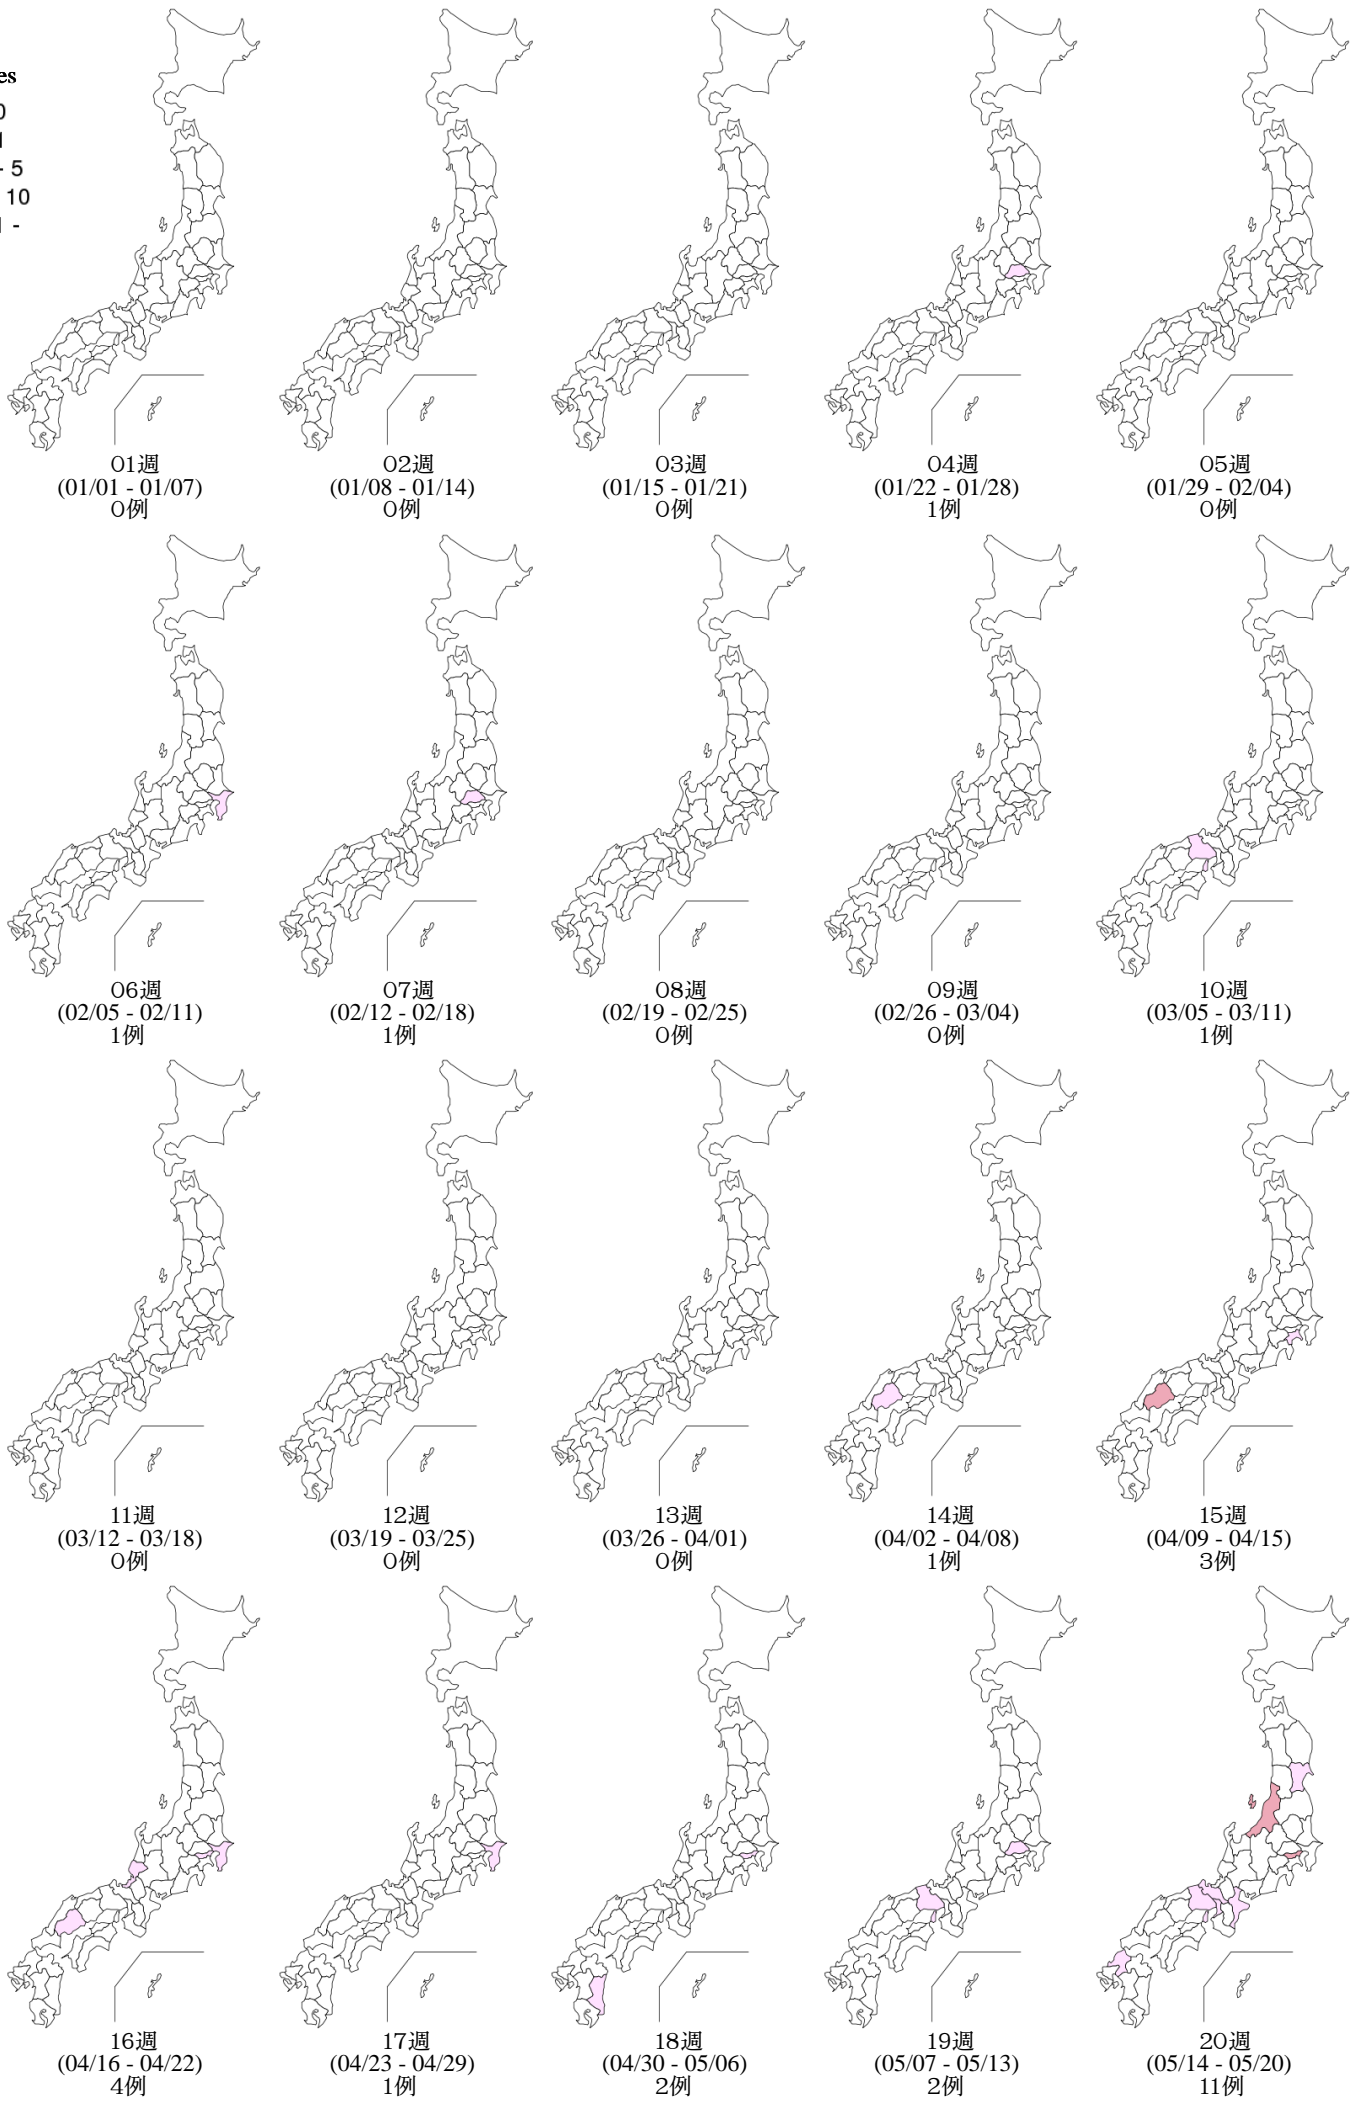 es
0
1
- 5
10
-
01週
(01/01 - 01/07)
0例
02週
(01/08 - 01/14)
0例
03週
(01/15 - 01/21)
0例
04週
(01/22 - 01/28)
1例
05週
(01/29 - 02/04)
0例
06週
(02/05 - 02/11)
1例
07週
(02/12 - 02/18)
1例
08週
(02/19 - 02/25)
0例
09週
(02/26 - 03/04)
0例
10週
(03/05 - 03/11)
1例
11週
(03/12 - 03/18)
0例
12週
(03/19 - 03/25)
0例
13週
(03/26 - 04/01)
0例
14週
(04/02 - 04/08)
1例
15週
(04/09 - 04/15)
3例
16週
(04/16 - 04/22)
4例
17週
(04/23 - 04/29)
1例
18週
(04/30 - 05/06)
2例
19週
(05/07 - 05/13)
2例
20週
(05/14 - 05/20)
11例